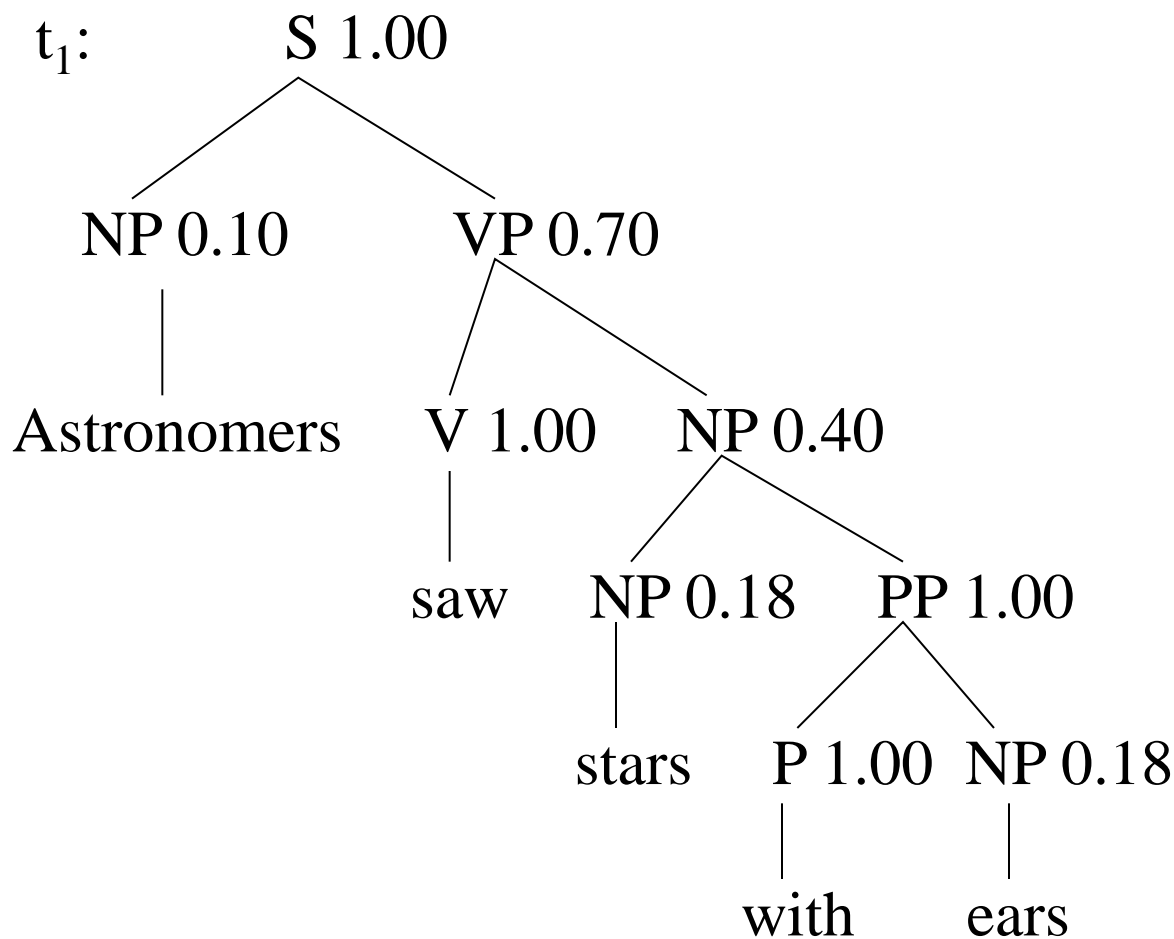 t₁: S 1.00
NP 0.10 VP 0.70
Astronomers V 1.00 NP 0.40
saw NP 0.18 PP 1.00
stars P 1.00 NP 0.18
with ears